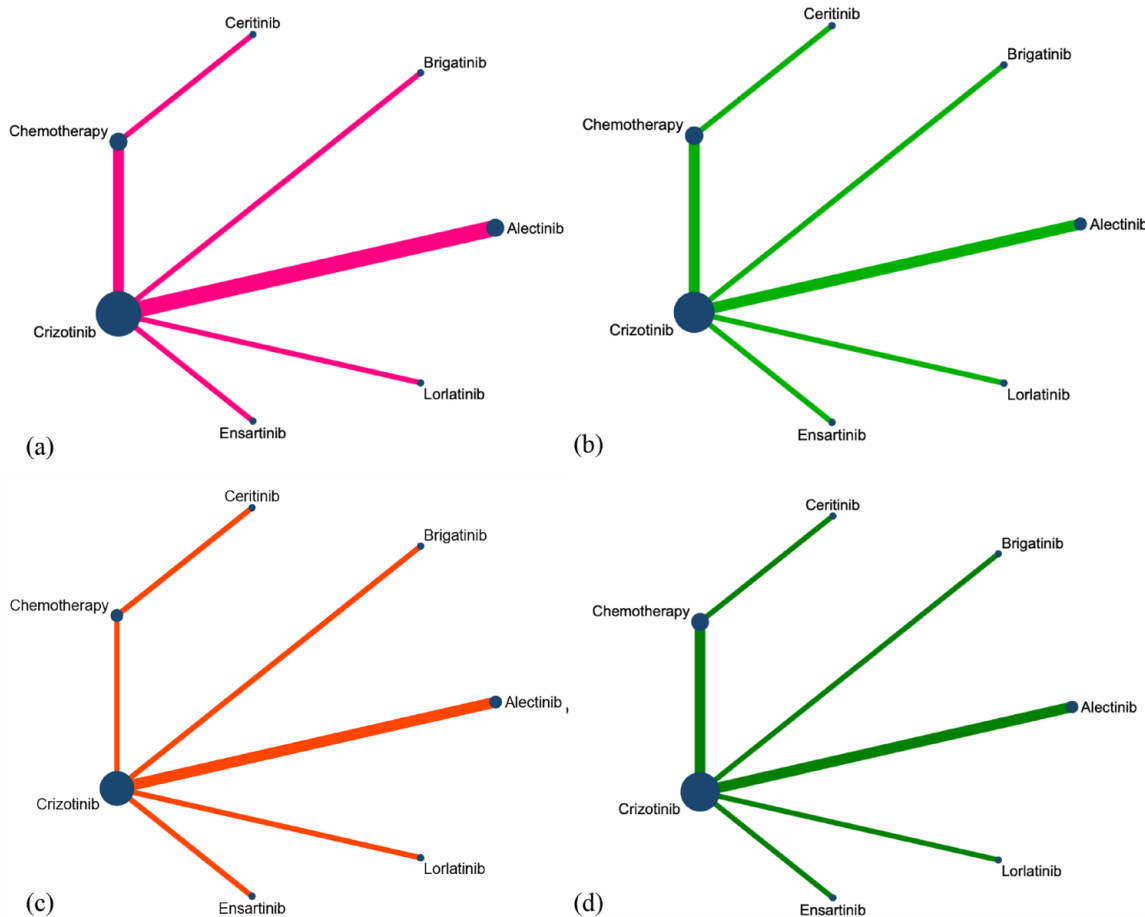 Ceritinib
Brigatinib
Chemotherapy
Alectinib
Crizotinib
Lorlatinib
Ensartinib
(a)
Ceritinib
Brigatinib
Chemotherapy
Alectinib
Crizotinib
Lorlatinib
Ensartinib
(b)
Ceritinib
Brigatinib
Chemotherapy
Alectinib
Crizotinib
Lorlatinib
Ensartinib
(c)
Ceritinib
Brigatinib
Chemotherapy
Alectinib
Crizotinib
Lorlatinib
Ensartinib
(d)